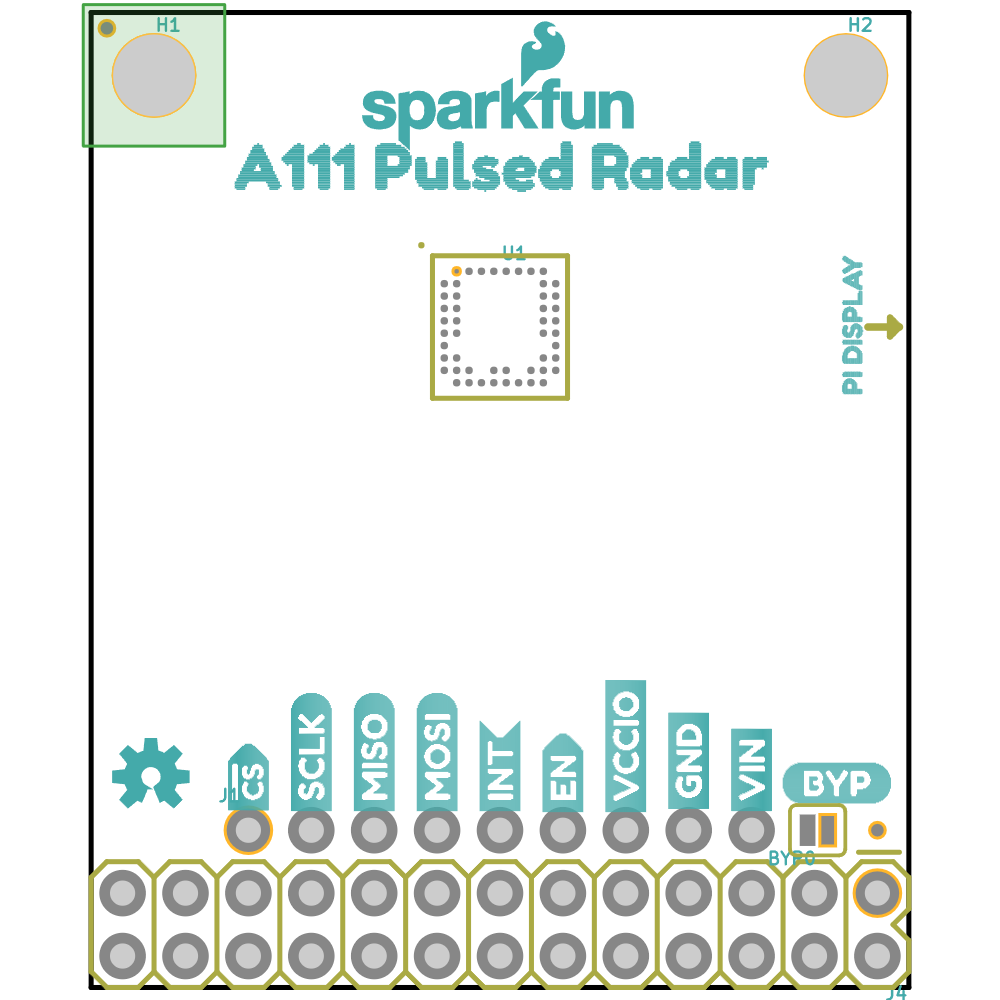 H1
H2
sparkfun
A111 Pulsed Radar
U1
PI DISPLAY
J1
CS
SCLK
MISO
MOSI
INT
EN
VCCIO
GND
VIN
BYP
BYP0
J4